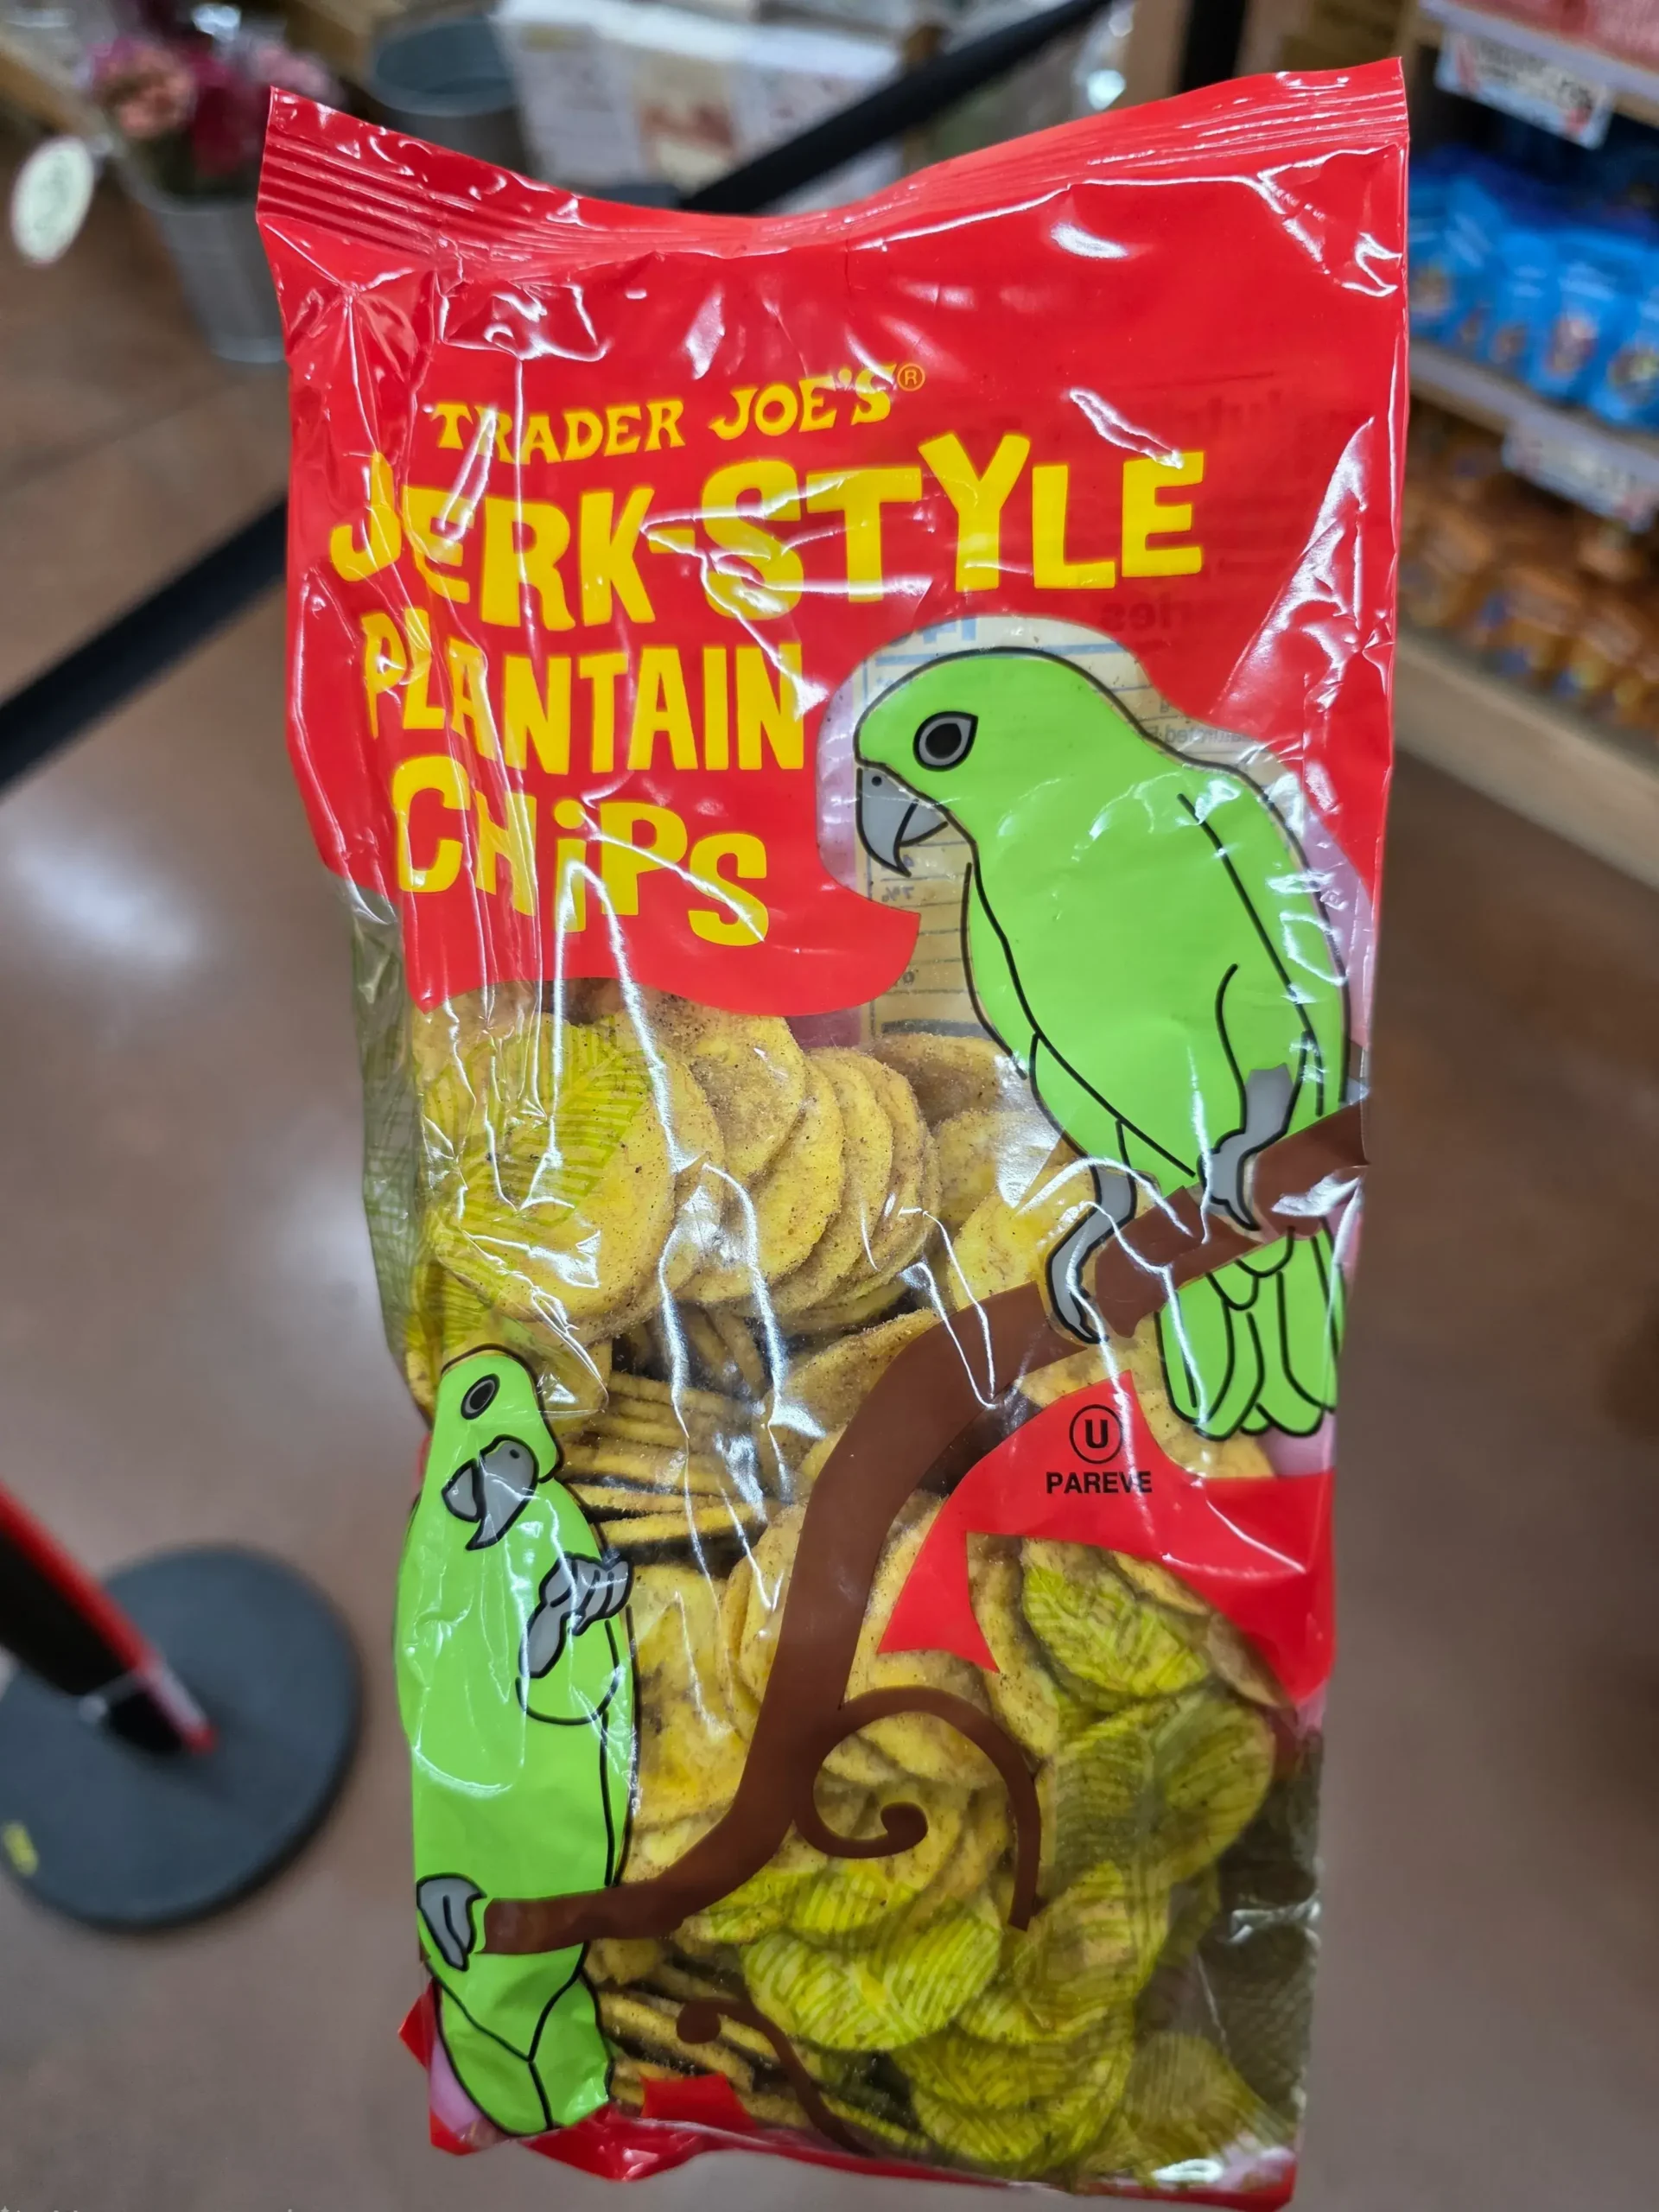 TRADER JOE'S®
JERK-STYLE
PLANTAIN
CHiPS
U
PAREVE